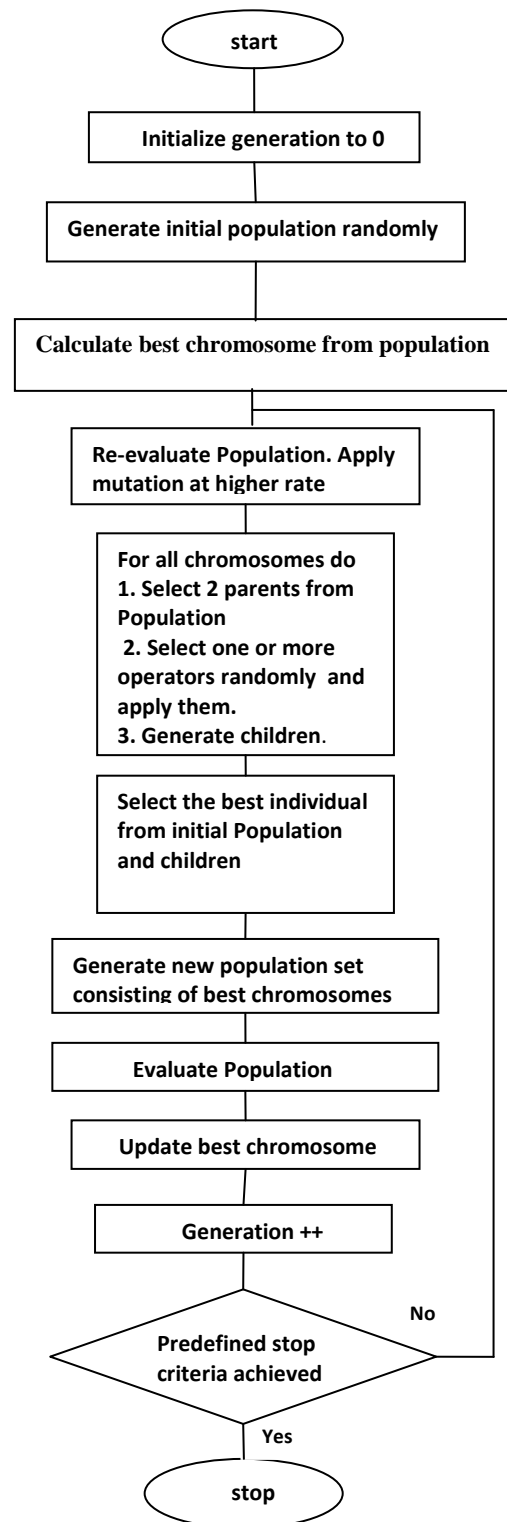 start
Initialize generation to 0
Generate initial population randomly
Calculate best chromosome from population
Re-evaluate Population. Apply
mutation at higher rate
For all chromosomes do
1. Select 2 parents from
Population
2. Select one or more
operators randomly and
apply them.
3. Generate children.
Select the best individual
from initial Population
and children
Generate new population set
consisting of best chromosomes
Evaluate Population
Update best chromosome
Generation ++
No
Predefined stop
criteria achieved
Yes
stop